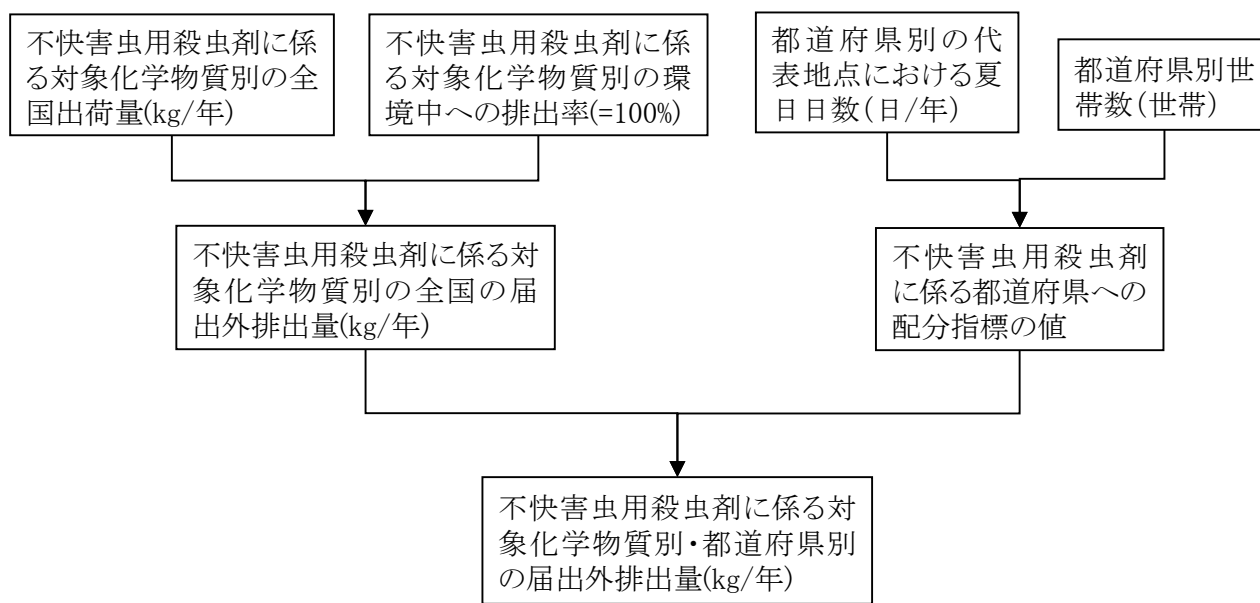 不快害虫用殺虫剤に係
る対象化学物質別の全
国出荷量(kg/年)
不快害虫用殺虫剤に係
る対象化学物質別の環
境中への排出率(=100%)
都道府県別の代
表地点における夏
日日数(日/年)
都道府県別世
帯数(世帯)
不快害虫用殺虫剤に係る対
象化学物質別の全国の届
出外排出量(kg/年)
不快害虫用殺虫剤
に係る都道府県への
配分指標の値
不快害虫用殺虫剤に係る対
象化学物質別・都道府県別
の届出外排出量(kg/年)